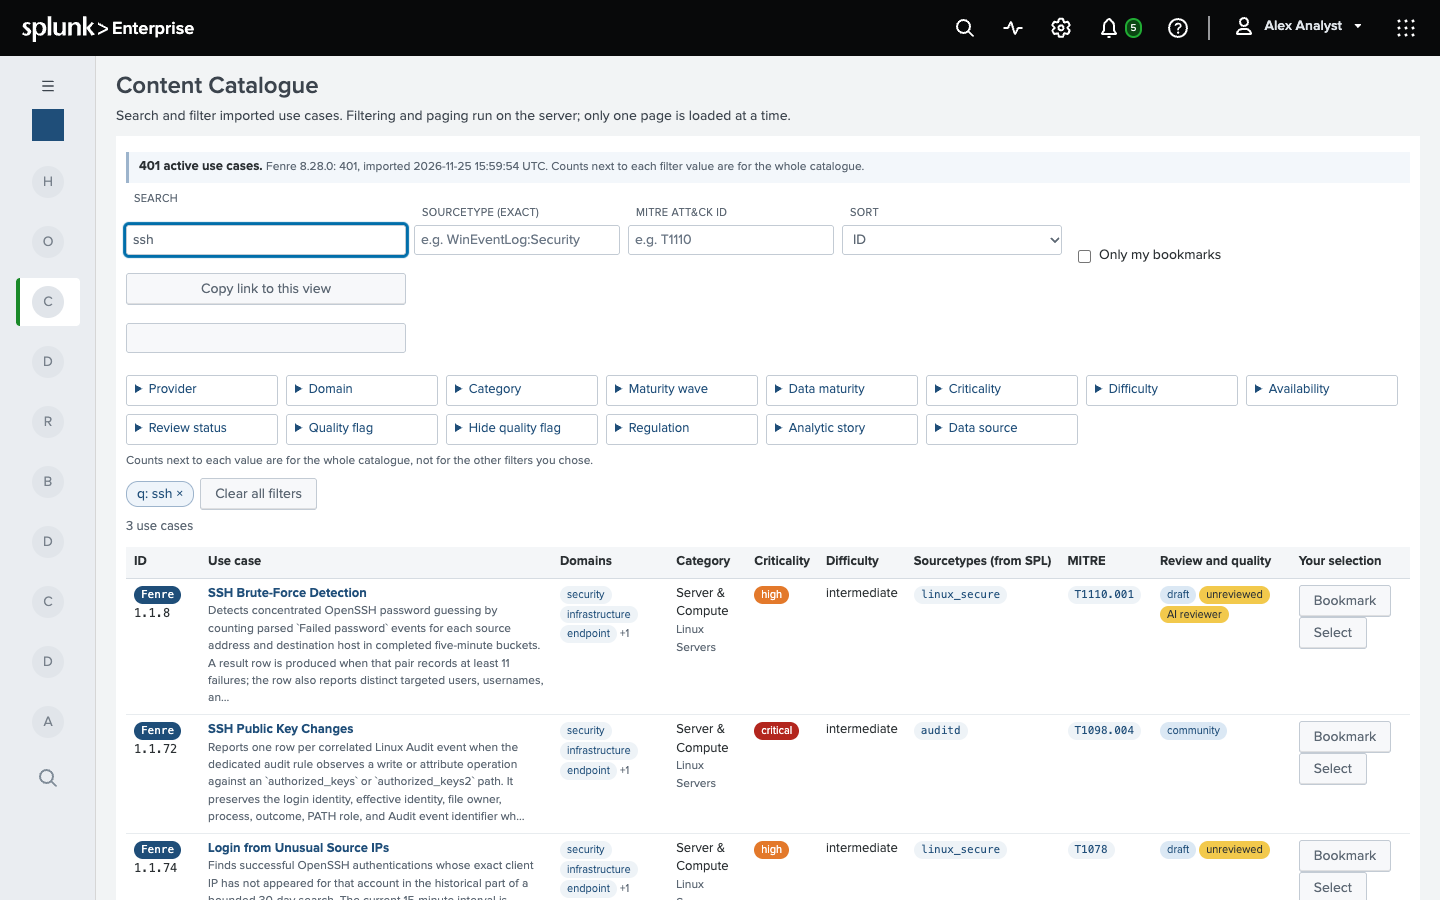 splunk> Enterprise
5
Alex Analyst
Content Catalogue
Search and filter imported use cases. Filtering and paging run on the server; only one page is loaded at a time.
H
O
C
D
R
B
D
C
D
A
401 active use cases. Fenre 8.28.0: 401, imported 2026-11-25 15:59:54 UTC. Counts next to each filter value are for the whole catalogue.
SEARCH
SOURCETYPE (EXACT)
MITRE ATT&CK ID
SORT
ssh
e.g. WinEventLog:Security
e.g. T1110
ID
Only my bookmarks
Copy link to this view
Provider
Domain
Category
Maturity wave
Data maturity
Criticality
Difficulty
Availability
Review status
Quality flag
Hide quality flag
Regulation
Analytic story
Data source
Counts next to each value are for the whole catalogue, not for the other filters you chose.
q: ssh ×
Clear all filters
3 use cases
ID Use case Domains Category Criticality Difficulty Sourcetypes (from SPL) MITRE Review and quality Your selection
Fenre
1.1.8
SSH Brute-Force Detection
Detects concentrated OpenSSH password guessing by
counting parsed `Failed password` events for each source
address and destination host in completed five-minute buckets.
A result row is produced when that pair records at least 11
failures; the row also reports distinct targeted users, usernames,
an...
security
infrastructure
endpoint +1
Server &
Compute
Linux
Servers
high
intermediate
linux_secure
T1110.001
draft unreviewed
AI reviewer
Bookmark
Select
Fenre
1.1.72
SSH Public Key Changes
Reports one row per correlated Linux Audit event when the
dedicated audit rule observes a write or attribute operation
against an `authorized_keys` or `authorized_keys2` path. It
preserves the login identity, effective identity, file owner,
process, outcome, PATH role, and Audit event identifier wh...
security
infrastructure
endpoint +1
Server &
Compute
Linux
Servers
critical
intermediate
auditd
T1098.004
community
Bookmark
Select
Fenre
1.1.74
Login from Unusual Source IPs
Finds successful OpenSSH authentications whose exact client
IP has not appeared for that account in the historical part of a
bounded 30-day search. The current 15-minute interval is
security
infrastructure
endpoint +1
Server &
Compute
Linux
high
intermediate
linux_secure
T1078
draft unreviewed
Bookmark
Select